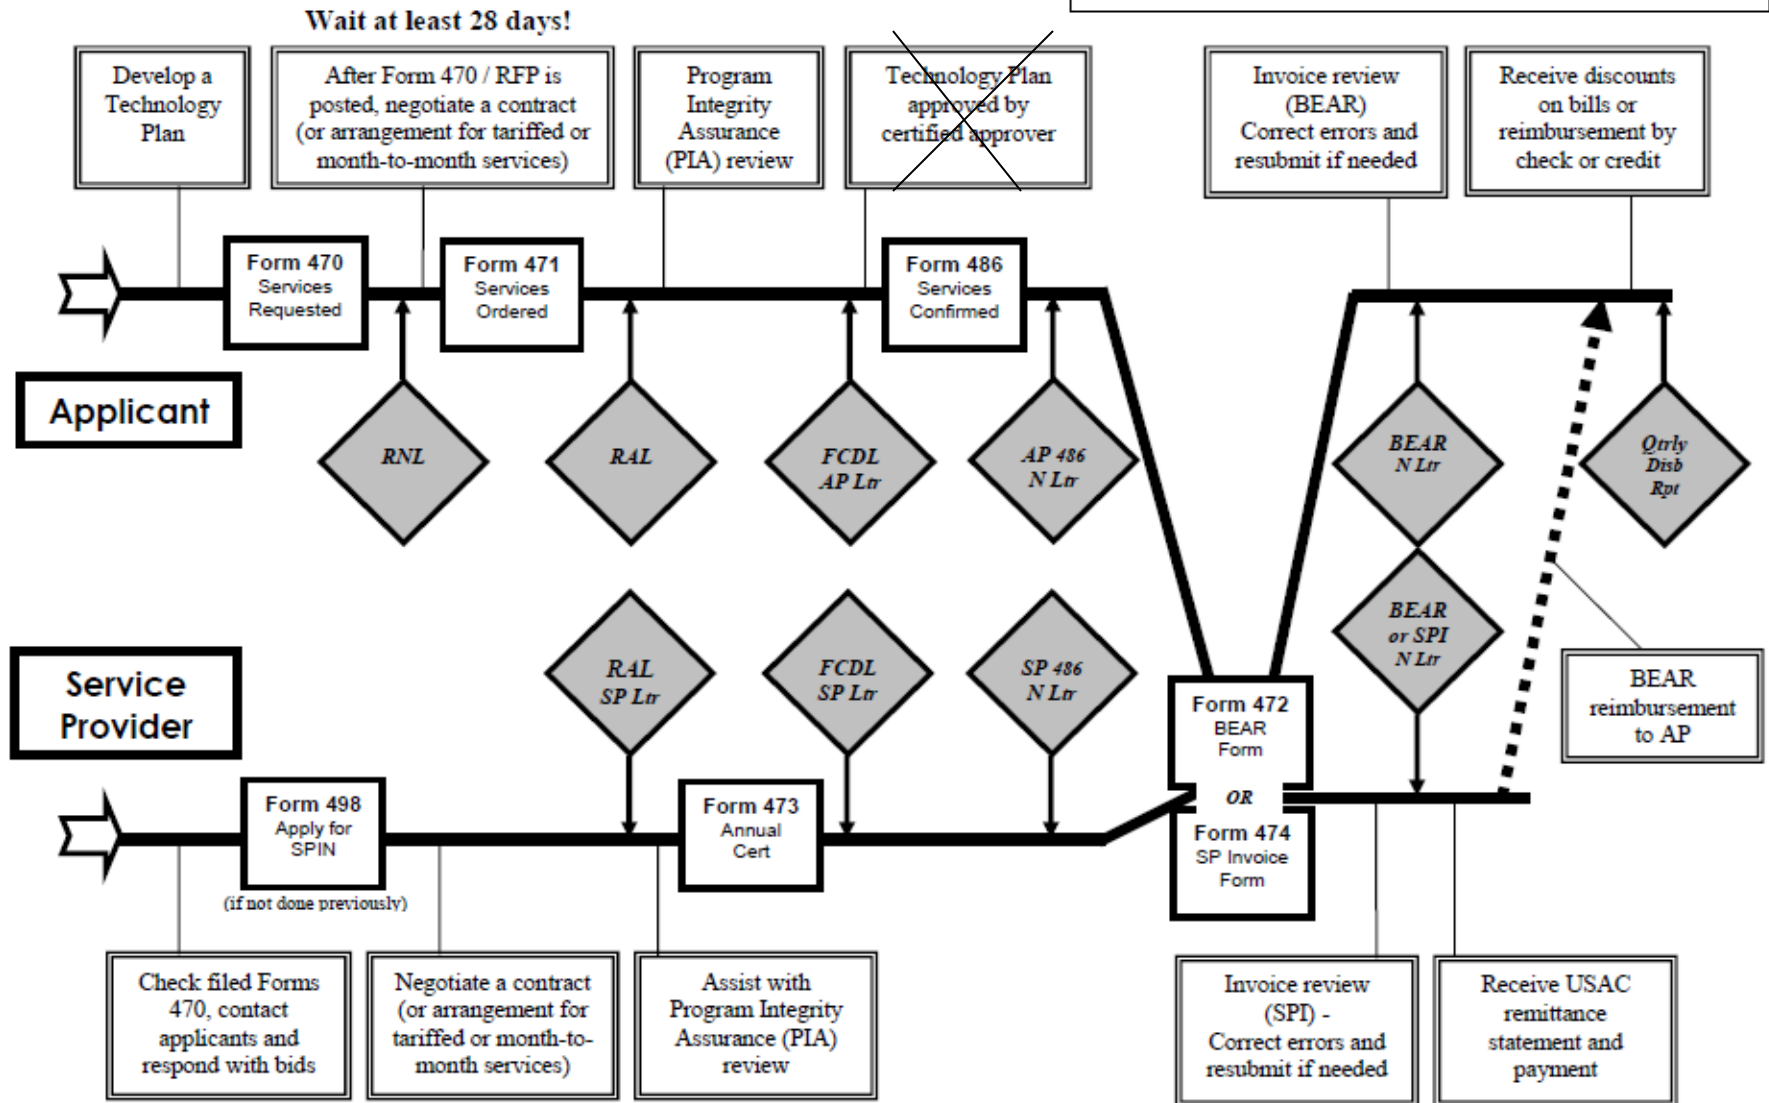 Wait at least 28 days!
Develop a
Technology
Plan
After Form 470 / RFP is
posted, negotiate a contract
(or arrangement for tariffed or
month-to-month services)
Program
Integrity
Assurance
(PIA) review
Technology Plan
approved by
certified approver
Invoice review
(BEAR)
Correct errors and
resubmit if needed
Receive discounts
on bills or
reimbursement by
check or credit
Form 470
Services
Requested
Form 471
Services
Ordered
Form 486
Services
Confirmed
Applicant
RNL
RAL
FCDL
AP Ltr
AP 486
N Ltr
BEAR
N Ltr
Qtrly
Disb
Rpt
Service
Provider
RAL
SP Ltr
FCDL
SP Ltr
SP 486
N Ltr
BEAR
or SPI
N Ltr
BEAR
reimbursement
to AP
Form 472
BEAR
Form
OR
Form 474
SP Invoice
Form
Form 498
Apply for
SPIN
(if not done previously)
Form 473
Annual
Cert
Check filed Forms
470, contact
applicants and
respond with bids
Negotiate a contract
(or arrangement for
tariffed or month-to-
month services)
Assist with
Program Integrity
Assurance (PIA)
review
Invoice review
(SPI) -
Correct errors and
resubmit if needed
Receive USAC
remittance
statement and
payment